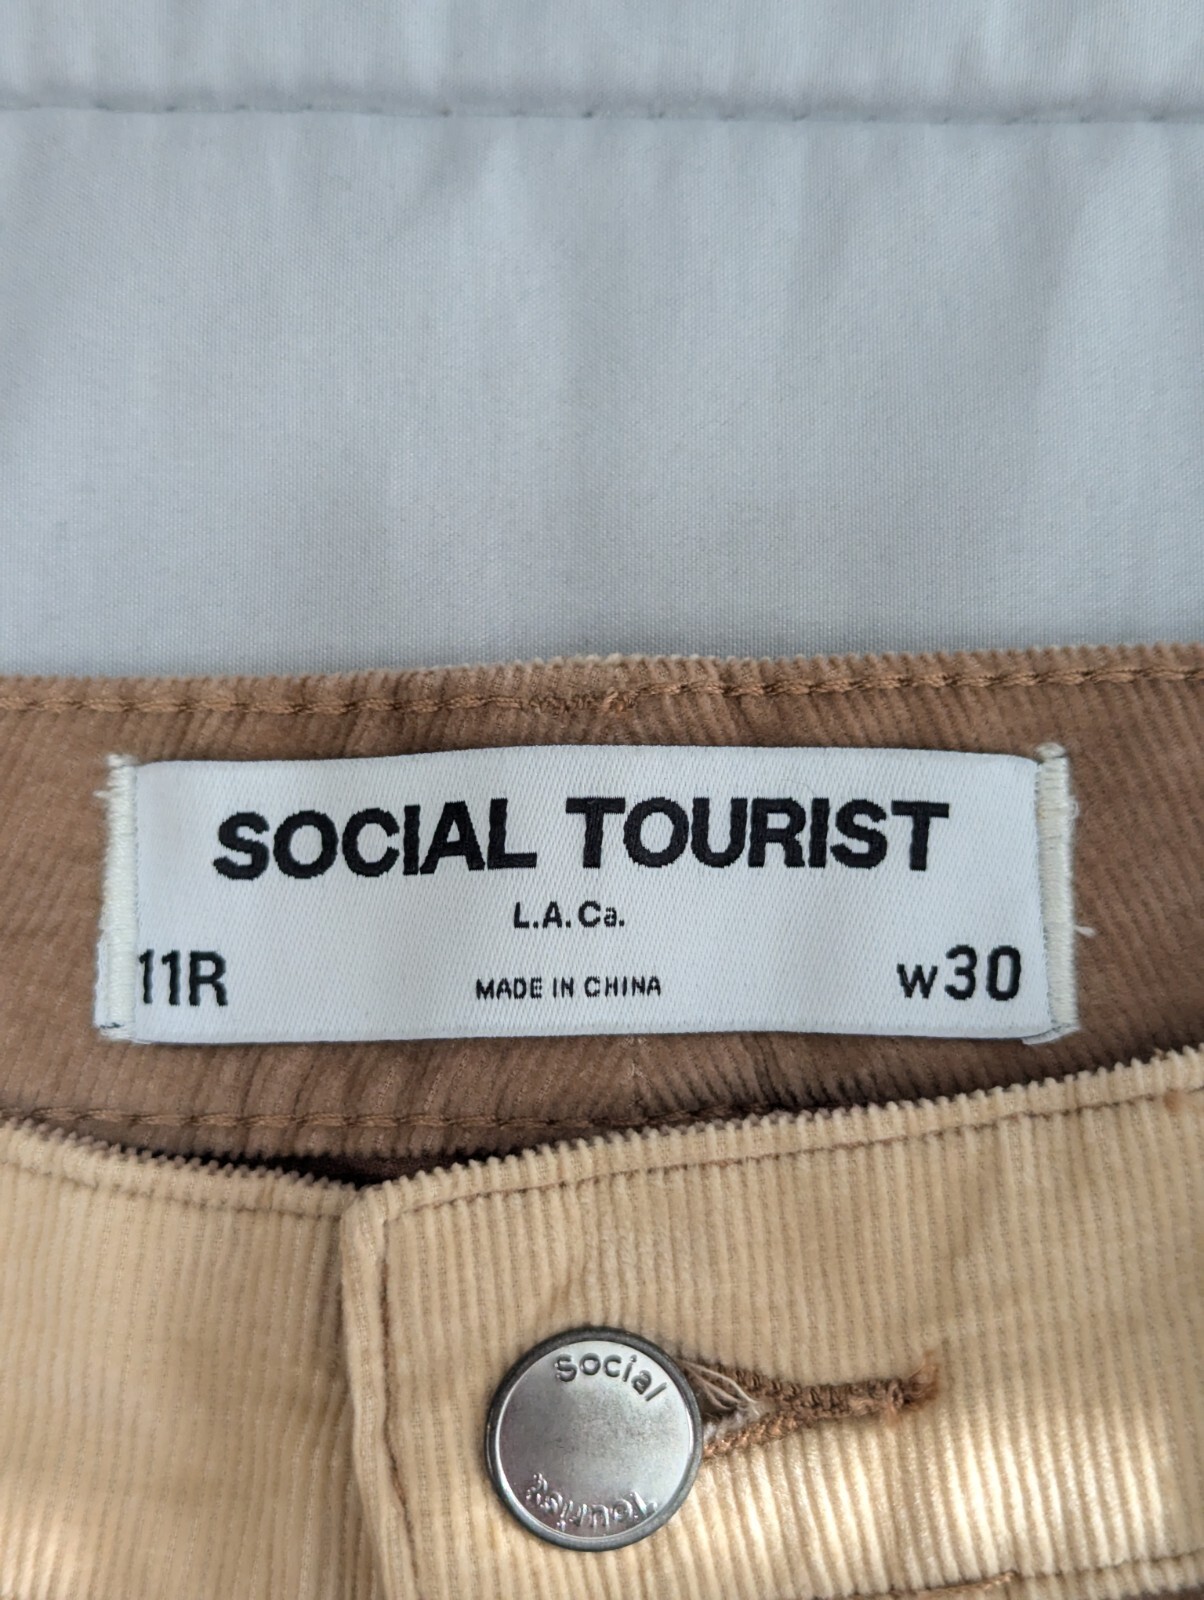 SOCIAL TOURIST
L.A.Ca.
11R MADE IN CHINA w30
Social
Tourist